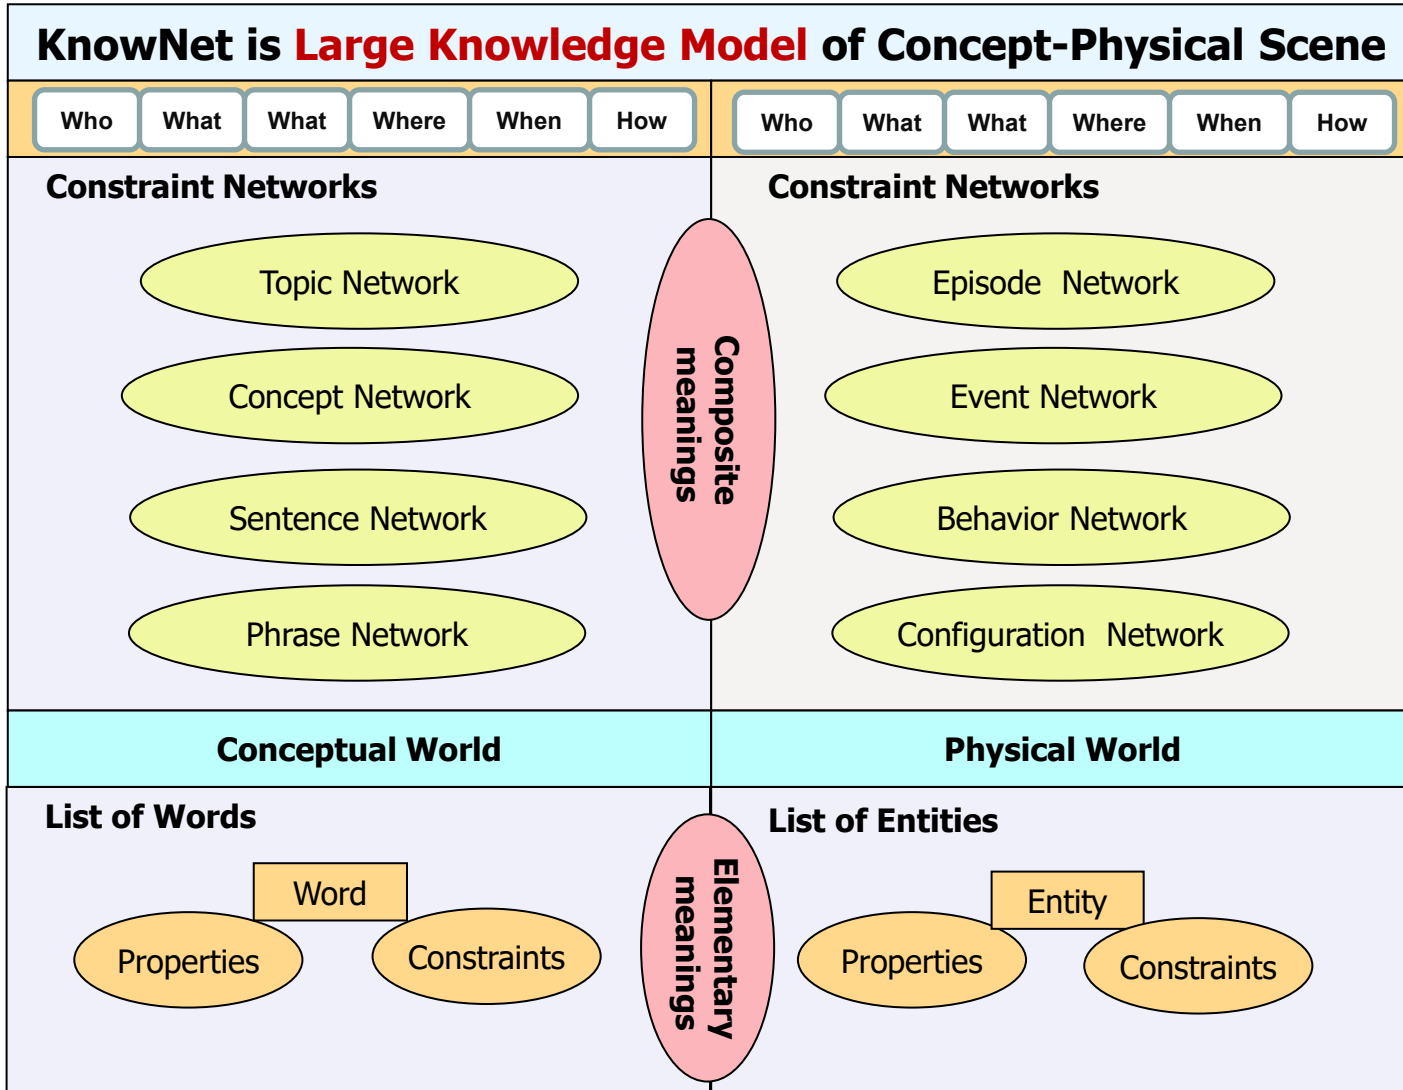 KnowNet is Large Knowledge Model of Concept-Physical Scene
Who What What Where When How
Who What What Where When How
Constraint Networks
Topic Network
Concept Network
Sentence Network
Phrase Network
Composite
meanings
Constraint Networks
Episode Network
Event Network
Behavior Network
Configuration Network
Conceptual World
Physical World
List of Words
Word
Properties
Constraints
Elementary
meanings
List of Entities
Entity
Properties
Constraints